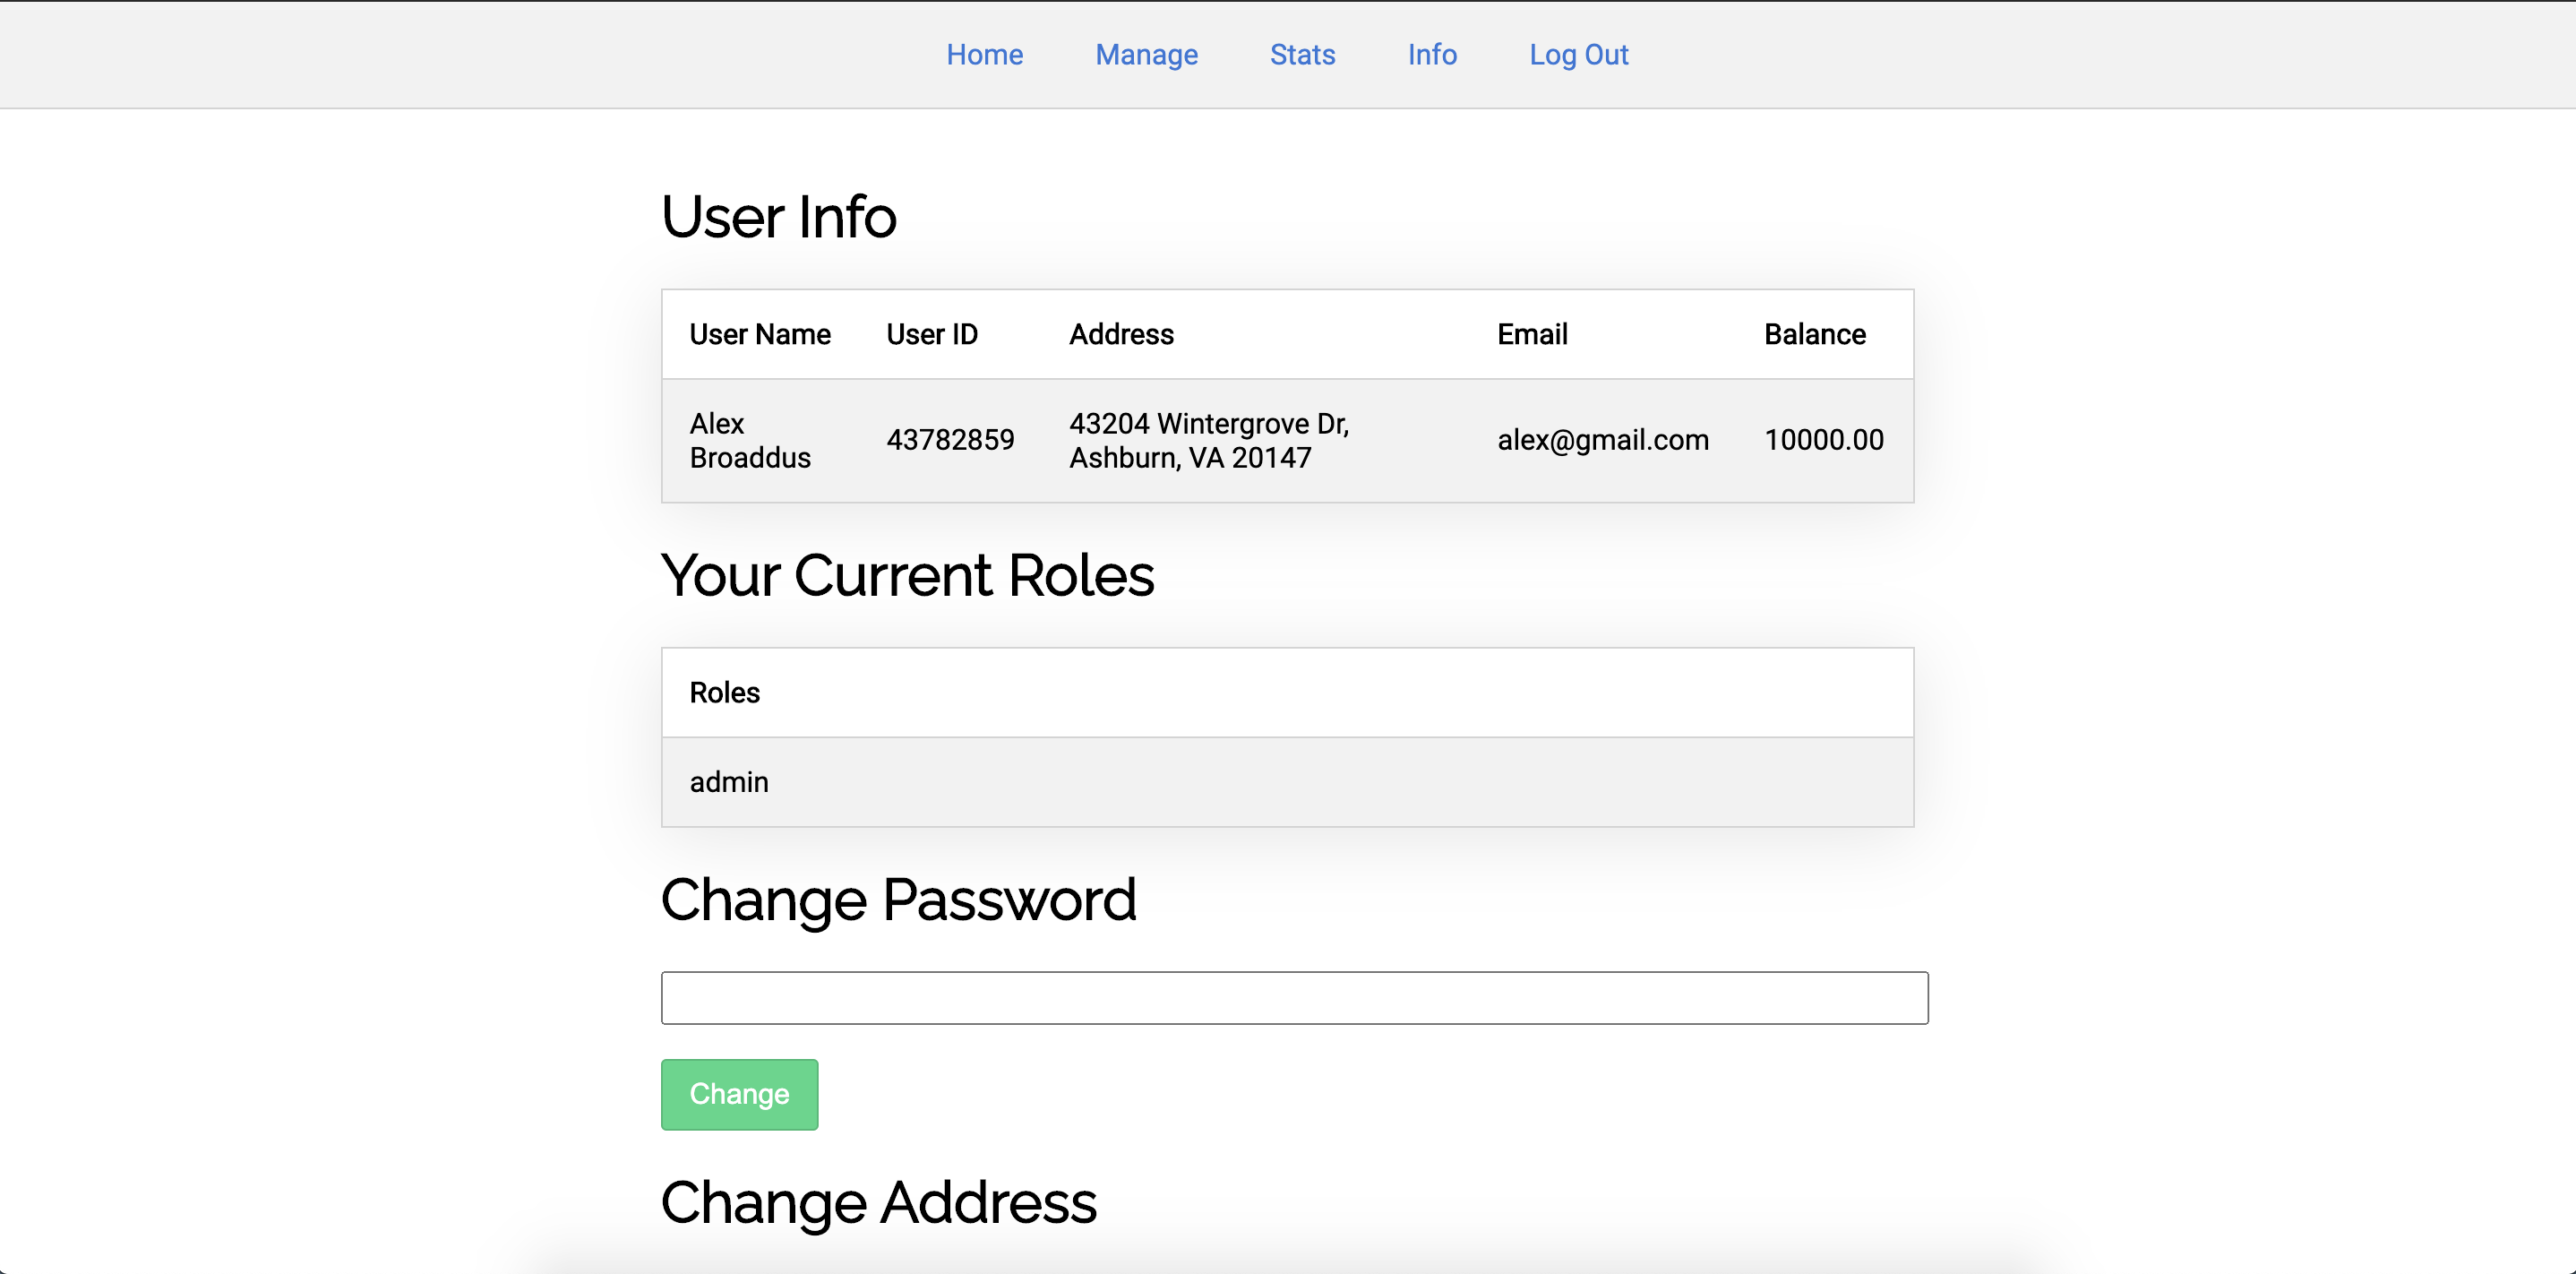 Home Manage Stats Info Log Out
User Info
User Name User ID Address Email Balance
Alex
Broaddus
43782859
43204 Wintergrove Dr,
Ashburn, VA 20147
alex@gmail.com
10000.00
Your Current Roles
Roles
admin
Change Password
Change
Change Address